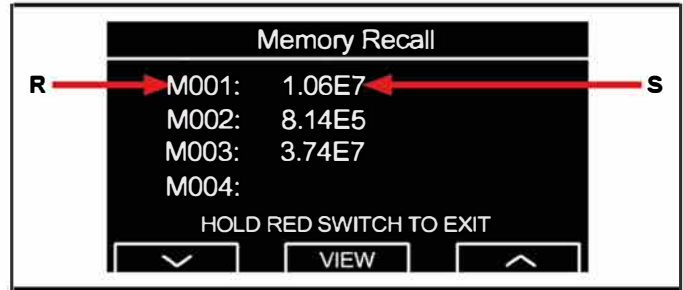 Memory Recall
R M001: 1.06E7 S
M002: 8.14E5
M003: 3.74E7
M004:
HOLD RED SWITCH TO EXIT
VIEW